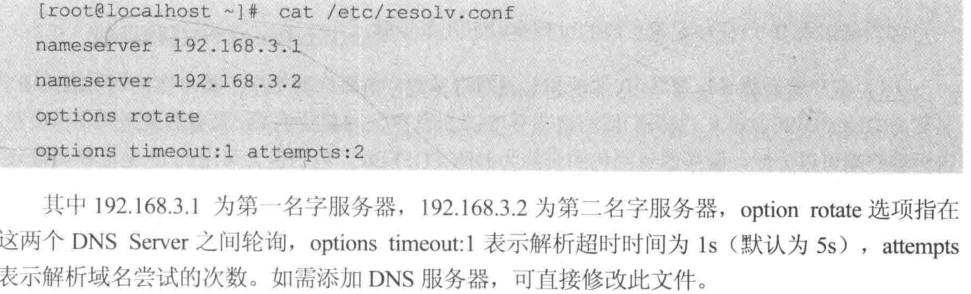 [root@localhost ~]# cat /etc/resolv.conf
nameserver 192.168.3.1
nameserver 192.168.3.2
options rotate
options timeout:1 attempts:2
其中 192.168.3.1 为第一名字服务器，192.168.3.2 为第二名字服务器，option rotate 选项指在
这两个 DNS Server 之间轮询，options timeout:1 表示解析超时时间为 1s（默认为 5s），attempts
表示解析域名尝试的次数。如需添加 DNS 服务器，可直接修改此文件。